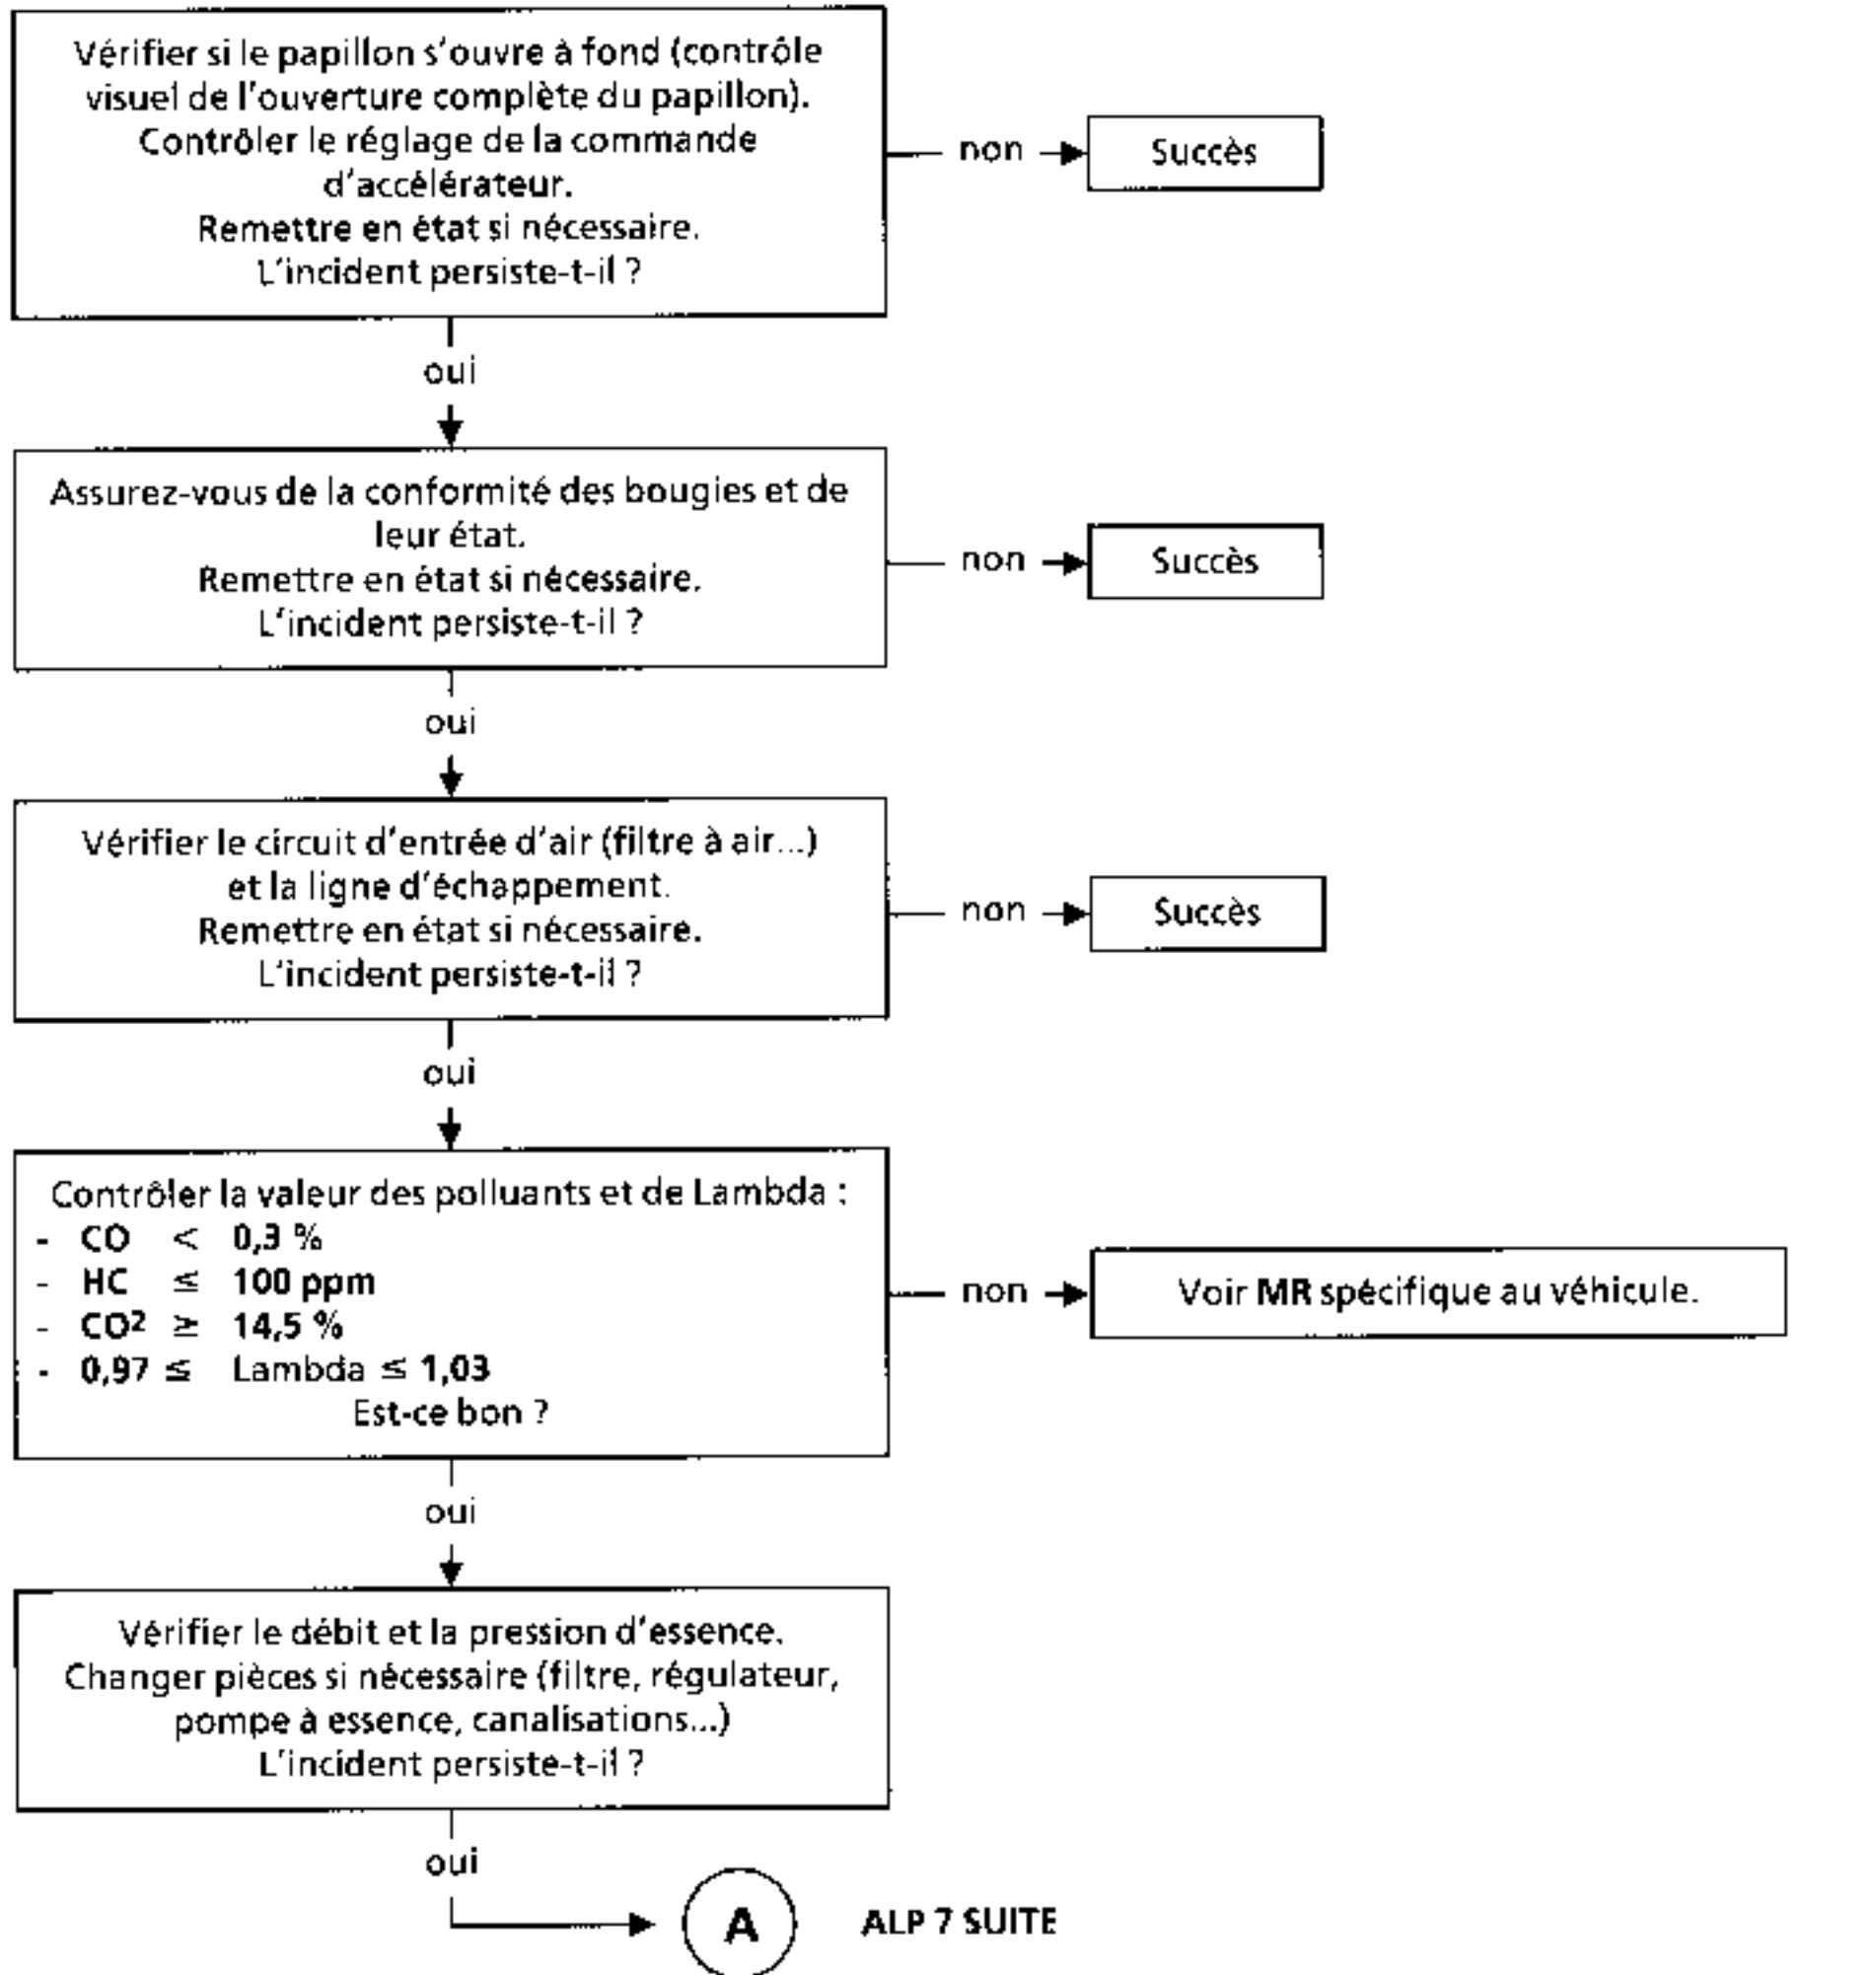 Vérifier si le papillon s'ouvre à fond (contrôle
visuel de l'ouverture complète du papillon).
Contrôler le réglage de la commande
d'accélérateur.
Remettre en état si nécessaire.
L'incident persiste-t-il ?
non
Succès
oui
Assurez-vous de la conformité des bougies et de
leur état.
Remettre en état si nécessaire.
L'incident persiste-t-il ?
non
Succès
oui
Vérifier le circuit d'entrée d'air (filtre à air...)
et la ligne d'échappement.
Remettre en état si nécessaire.
L'incident persiste-t-il ?
non
Succès
oui
Contrôler la valeur des polluants et de Lambda :
- CO < 0,3 %
- HC ≤ 100 ppm
- CO² ≥ 14,5 %
- 0,97 ≤ Lambda ≤ 1,03
Est-ce bon ?
non
Voir MR spécifique au véhicule.
oui
Vérifier le débit et la pression d'essence.
Changer pièces si nécessaire (filtre, régulateur,
pompe à essence, canalisations...)
L'incident persiste-t-il ?
oui
A
ALP 7 SUITE